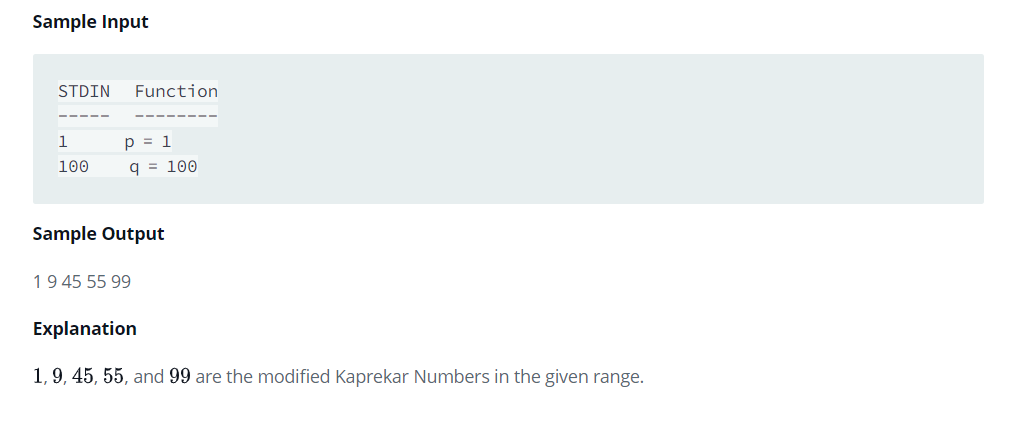 Sample Input
STDIN Function
----- --------
1 p = 1
100 q = 100
Sample Output
1 9 45 55 99
Explanation
1, 9, 45, 55, and 99 are the modified Kaprekar Numbers in the given range.